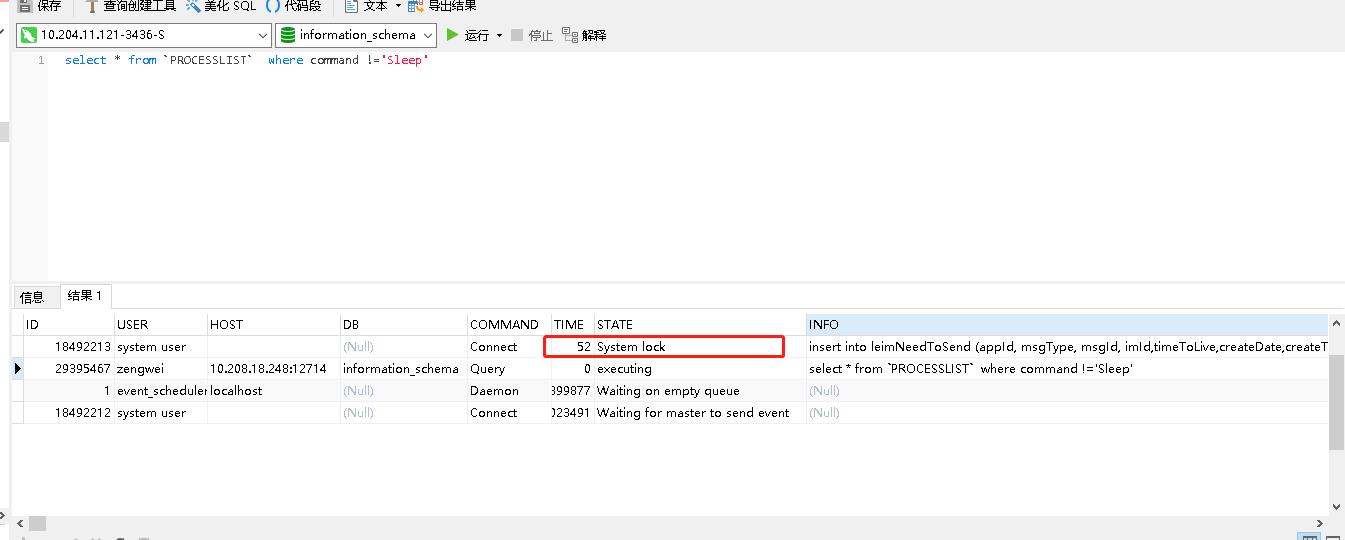 保存 查询创建工具 美化 SQL () 代码段 文本 导出结果
10.204.11.121-3436-S information_schema 运行 停止 解释
1 select * from `PROCESSLIST` where command !='Sleep'
信息 结果 1
ID USER HOST DB COMMAND TIME STATE INFO
18492213 system user (Null) Connect 52 System lock insert into leimNeedToSend (appId, msgType, msgId, imId,timeToLive,createDate,createT
29395467 zengwei 10.208.18.248:12714 information_schema Query 0 executing select * from `PROCESSLIST` where command !='Sleep'
1 event_scheduler localhost (Null) Daemon 399877 Waiting on empty queue (Null)
18492212 system user (Null) Connect 023491 Waiting for master to send event (Null)